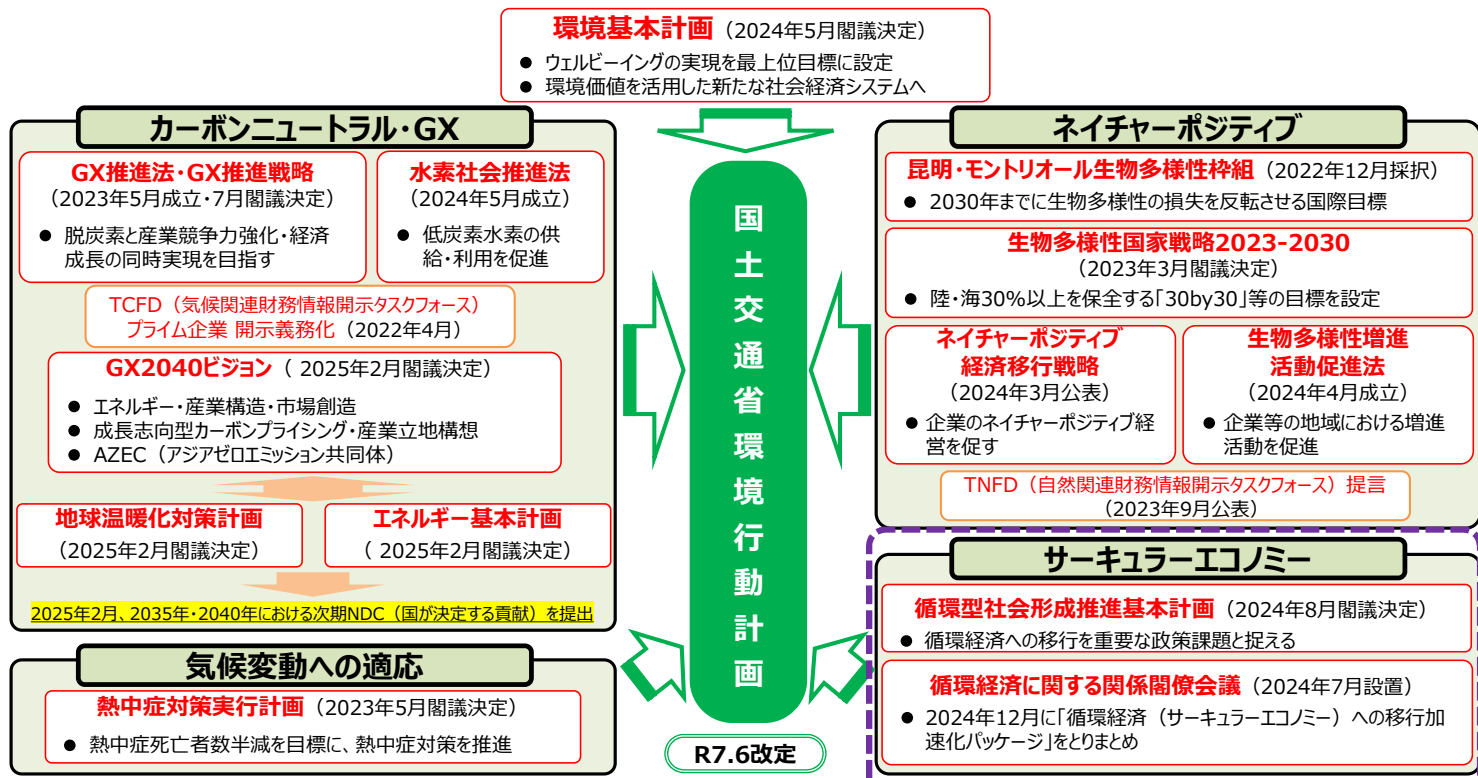 環境基本計画（2024年5月閣議決定）
● ウェルビーイングの実現を最上位目標に設定
● 環境価値を活用した新たな社会経済システムへ
カーボンニュートラル・GX
GX推進法・GX推進戦略
（2023年5月成立・7月閣議決定）
● 脱炭素と産業競争力強化・経済
成長の同時実現を目指す
水素社会推進法
（2024年5月成立）
● 低炭素水素の供
給・利用を促進
TCFD（気候関連財務情報開示タスクフォース）
プライム企業 開示義務化（2022年4月）
GX2040ビジョン（ 2025年2月閣議決定）
● エネルギー・産業構造・市場創造
● 成長志向型カーボンプライシング・産業立地構想
● AZEC（アジアゼロエミッション共同体）
地球温暖化対策計画
（2025年2月閣議決定）
エネルギー基本計画
（ 2025年2月閣議決定）
2025年2月、2035年・2040年における次期NDC（国が決定する貢献）を提出
気候変動への適応
熱中症対策実行計画（2023年5月閣議決定）
● 熱中症死亡者数半減を目標に、熱中症対策を推進
国土交通省環境行動計画
R7.6改定
ネイチャーポジティブ
昆明・モントリオール生物多様性枠組（2022年12月採択）
● 2030年までに生物多様性の損失を反転させる国際目標
生物多様性国家戦略2023-2030
（2023年3月閣議決定）
● 陸・海30%以上を保全する「30by30」等の目標を設定
ネイチャーポジティブ
経済移行戦略
（2024年3月公表）
● 企業のネイチャーポジティブ経
営を促す
生物多様性増進
活動促進法
（2024年4月成立）
● 企業等の地域における増進
活動を促進
TNFD（自然関連財務情報開示タスクフォース）提言
（2023年9月公表）
サーキュラーエコノミー
循環型社会形成推進基本計画（2024年8月閣議決定）
● 循環経済への移行を重要な政策課題と捉える
循環経済に関する関係閣僚会議（2024年7月設置）
● 2024年12月に「循環経済（サーキュラーエコノミー）への移行加
速化パッケージ」をとりまとめ